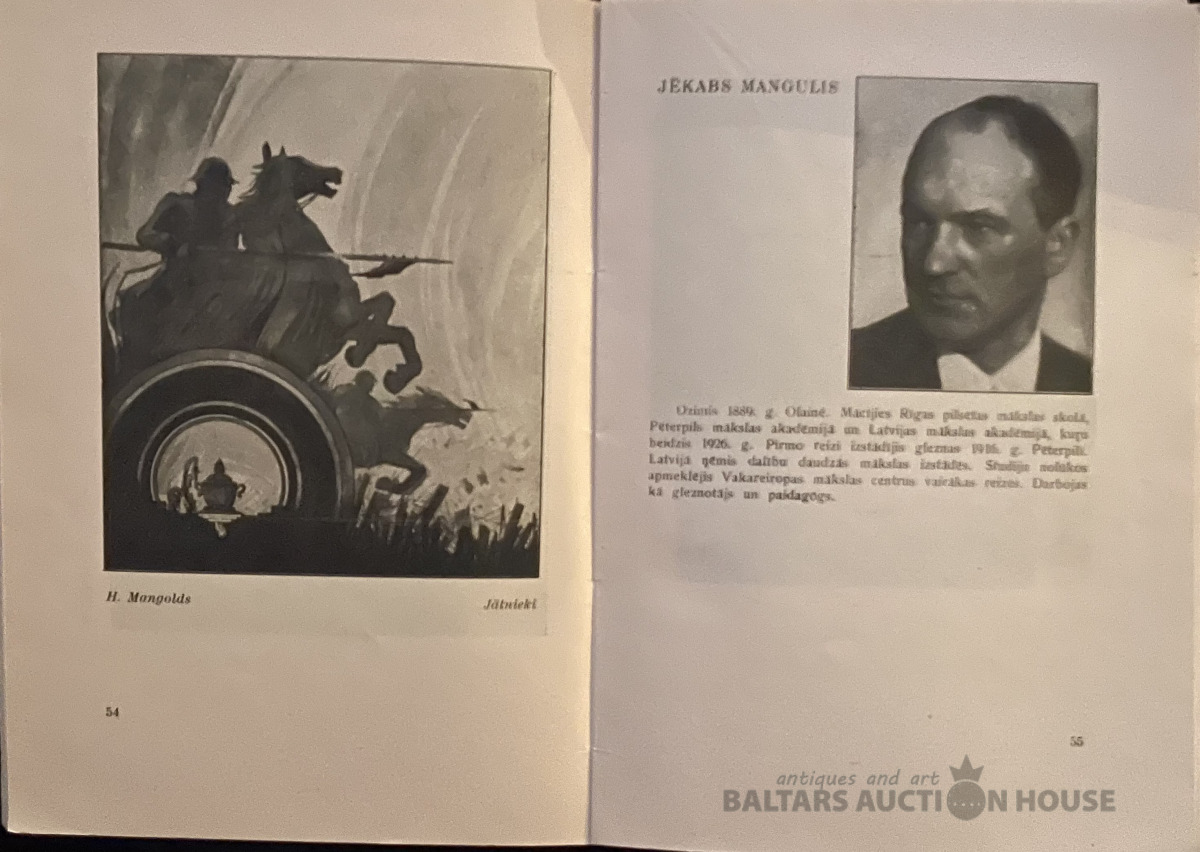 H. Mangolds
Jātnieki
54
JĒKABS MANGULIS
Dzimis 1889. g. Olainē. Mācījies Rīgas pilsētas mākslas skolā,
Pēterpils mākslas akadēmijā un Latvijas mākslas akadēmijā, kuŗu
beidzis 1926. g. Pirmo reizi izstādījis gleznas g. Pēterpilī.
Latvijā ņēmis dalību daudzās mākslas izstādēs. Studiju nolūkos
apmeklējis Vakareiropas mākslas centrus vairākas reizes. Darbojas
kā gleznotājs un paidagogs.
55
antiques and art
BALTARS AUCTION HOUSE